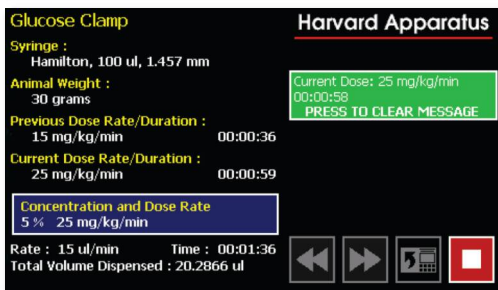 Glucose Clamp
Harvard Apparatus
Syringe :
Hamilton, 100 ul, 1.457 mm
Animal Weight :
30 grams
Previous Dose Rate/Duration :
15 mg/kg/min 00:00:36
Current Dose Rate/Duration :
25 mg/kg/min 00:00:59
Concentration and Dose Rate
5 % 25 mg/kg/min
Rate : 15 ul/min Time : 00:01:36
Total Volume Dispensed : 20.2866 ul
Current Dose: 25 mg/kg/min
00:00:58
PRESS TO CLEAR MESSAGE